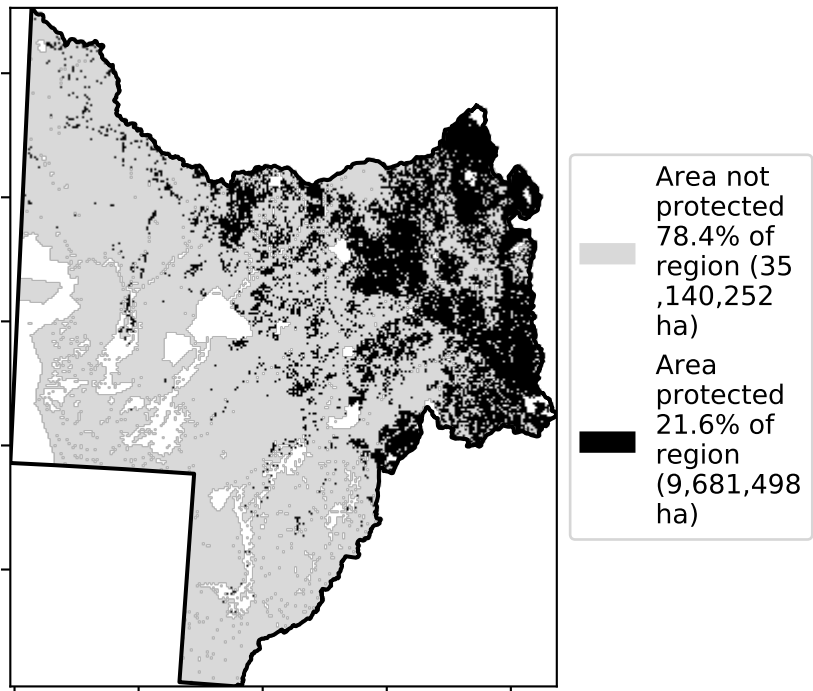 Area not
protected
78.4% of
region (35
,140,252
ha)
Area
protected
21.6% of
region
(9,681,498
ha)